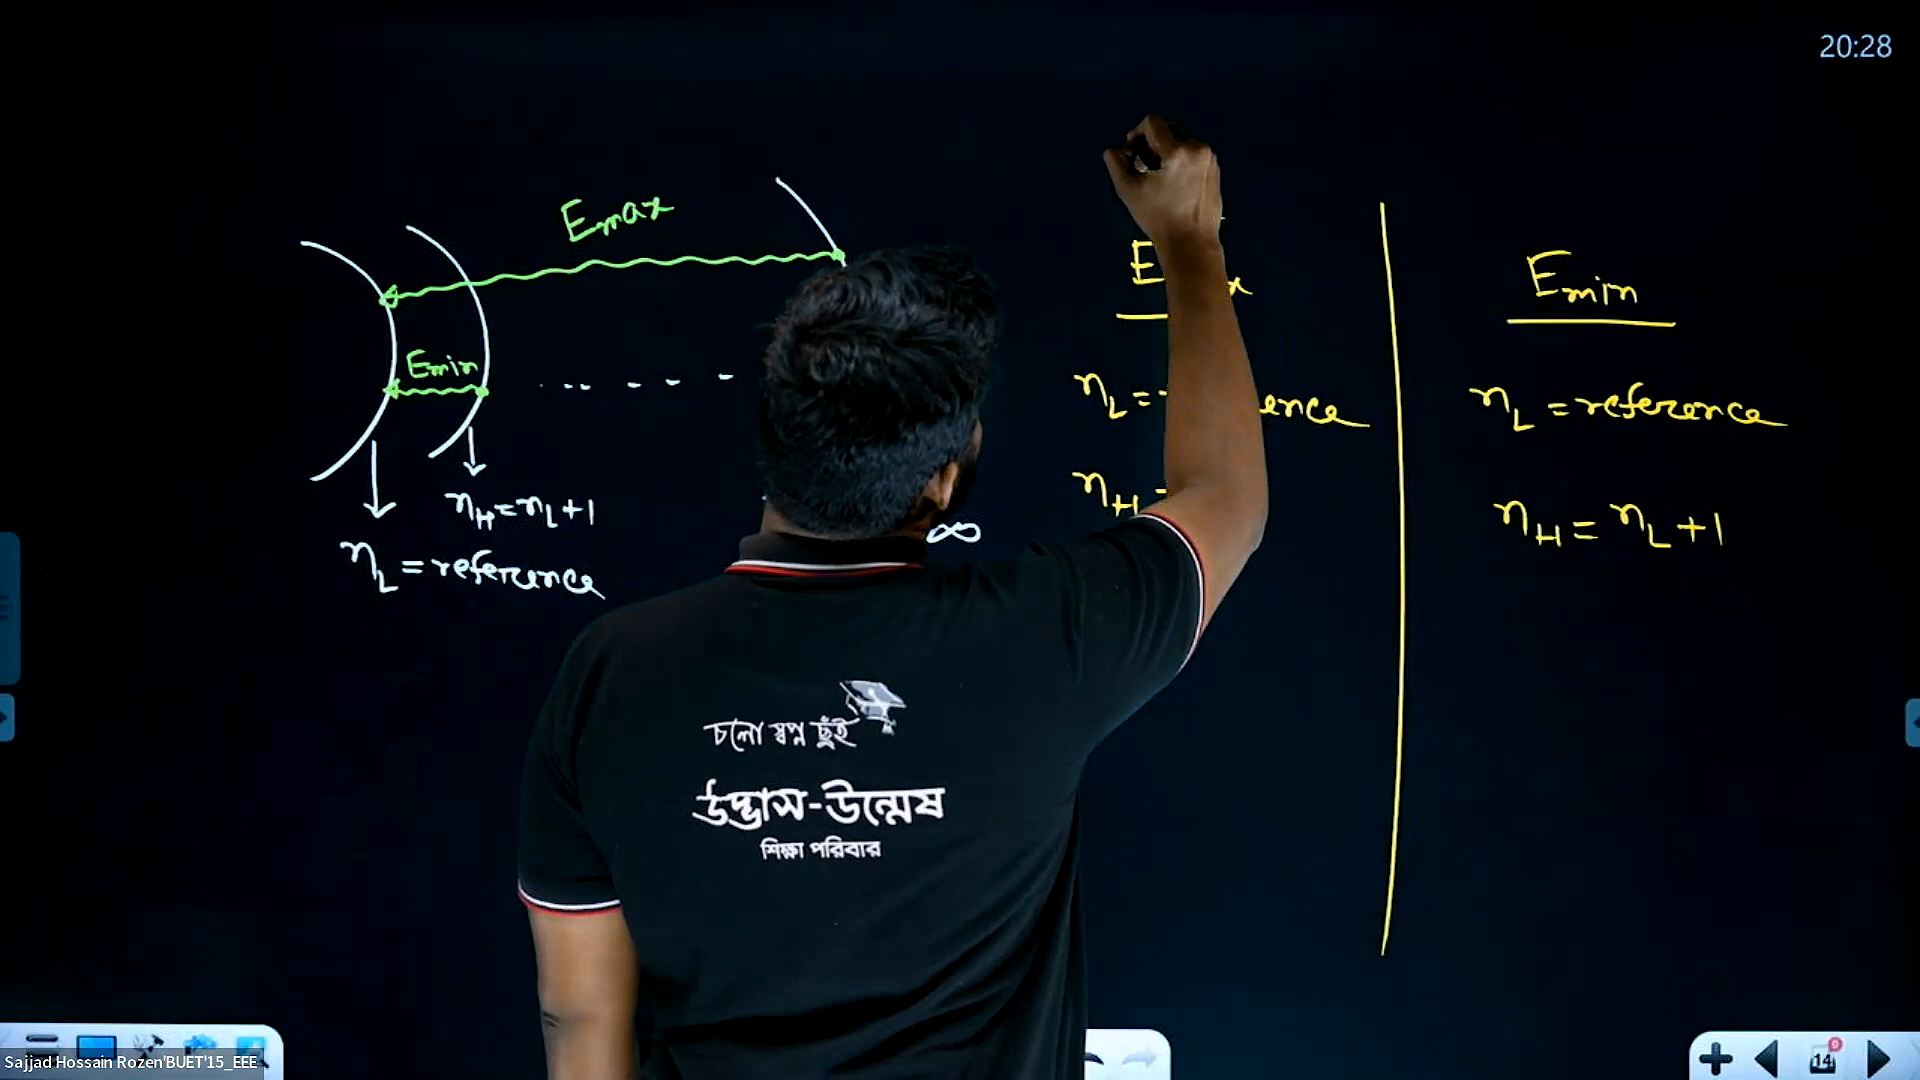 20:28
Emax
Emin
nH=nL+1
nL=reference
∞
nL=
nH=
Emin
nL=reference
nH=nL+1
চলো স্বপ্ন ছুঁই
উদ্ভাস-উন্মেষ
শিক্ষা পরিবার
Sajjad Hossain Rozen'BUET'15_EEE
14
0